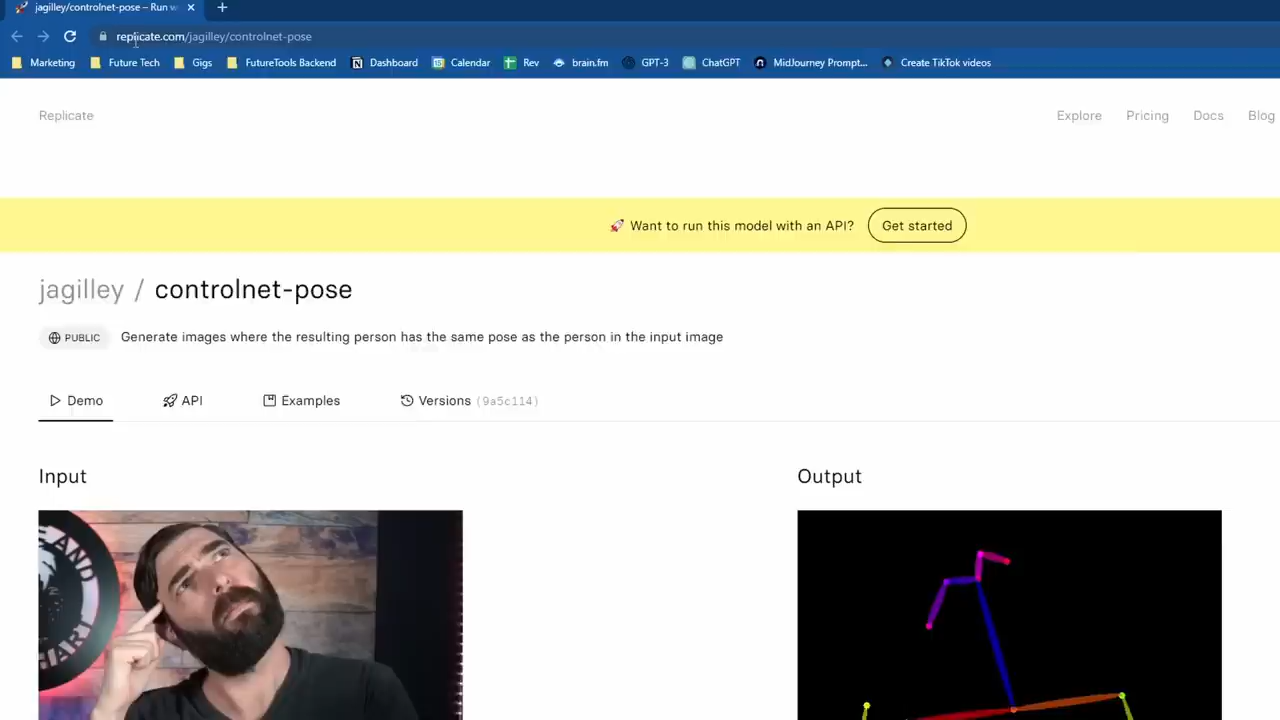 jagilley/controlnet-pose – Run w
replicate.com/jagilley/controlnet-pose
Marketing Future Tech Gigs FutureTools Backend Dashboard Calendar Rev brain.fm GPT-3 ChatGPT MidJourney Prompt... Create TikTok videos
Replicate Explore Pricing Docs Blog
🚀 Want to run this model with an API? Get started
jagilley / controlnet-pose
PUBLIC Generate images where the resulting person has the same pose as the person in the input image
Demo API Examples Versions (9a5c114)
Input Output